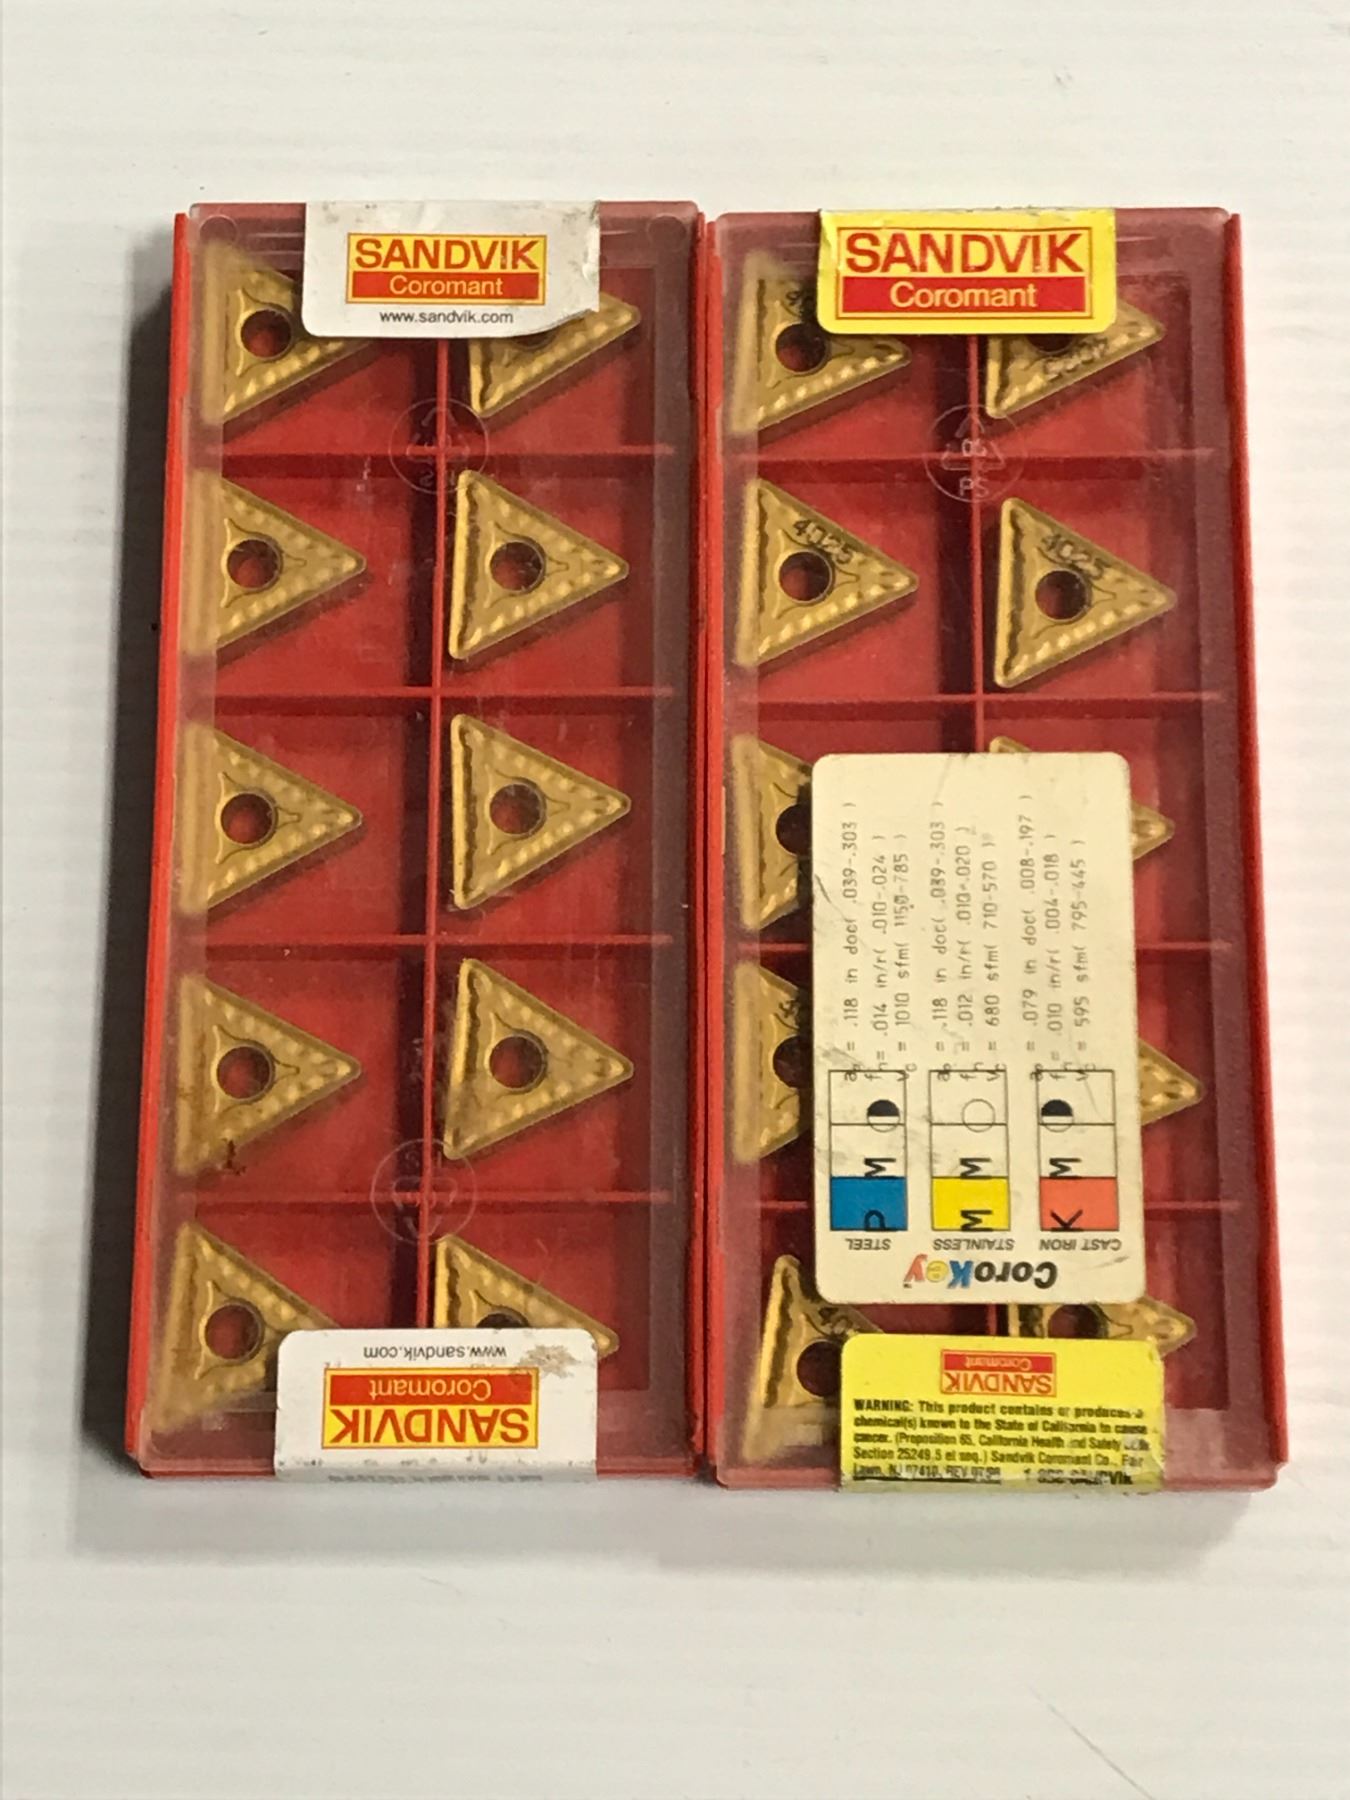 SANDVIK
Coromant
www.sandvik.com
www.sandvik.com
Coromant
SANDVIK
SANDVIK
Coromant
4025
4025
4025
aₚ= .118 in doc( .039-.303 )
fₙ= .014 in/r( .010-.024 )
v꜀ = 1010 sfm( 1150-785 )
aₚ= .118 in doc( .039-.303 )
fₙ= .012 in/r( .010-.020 )
v꜀ = 680 sfm( 710-570 )
aₚ= .079 in doc( .008-.197 )
fₙ= .010 in/r( .004-.018 )
v꜀ = 595 sfm( 795-445 )
P M
M M
K M
STEEL
STAINLESS
CAST IRON
CoroKey
SANDVIK
Coromant
WARNING: This product contains or produces a
chemical(s) known to the State of California to cause
cancer. (Proposition 65, California Health and Safety
Section 25249.5 et seq.) Sandvik Coromant Co., Fair
Lawn, NJ 07410.